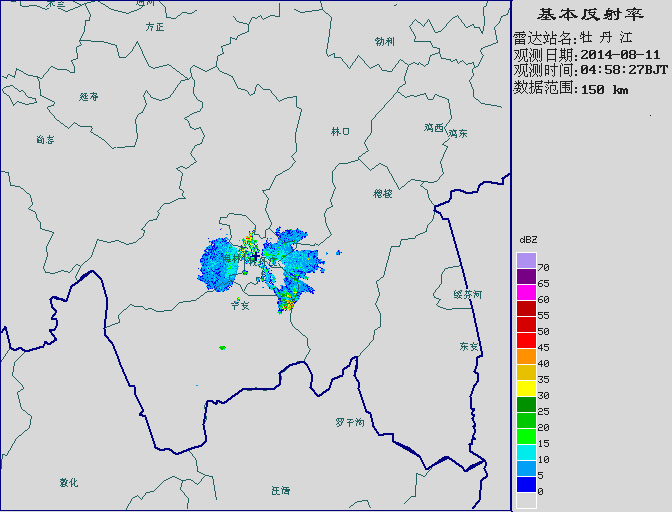 基本反射率
雷达站名:牡 丹 江
观测日期:2014-08-11
观测时间:04:58:27BJT
数据范围:150 km
方正
勃利
延寿
林口
鸡西
鸡东
尚志
穆棱
宁安
绥芬河
东安
罗子沟
敦化
汪清
dBZ
70
65
60
55
50
45
40
35
30
25
20
15
10
5
0